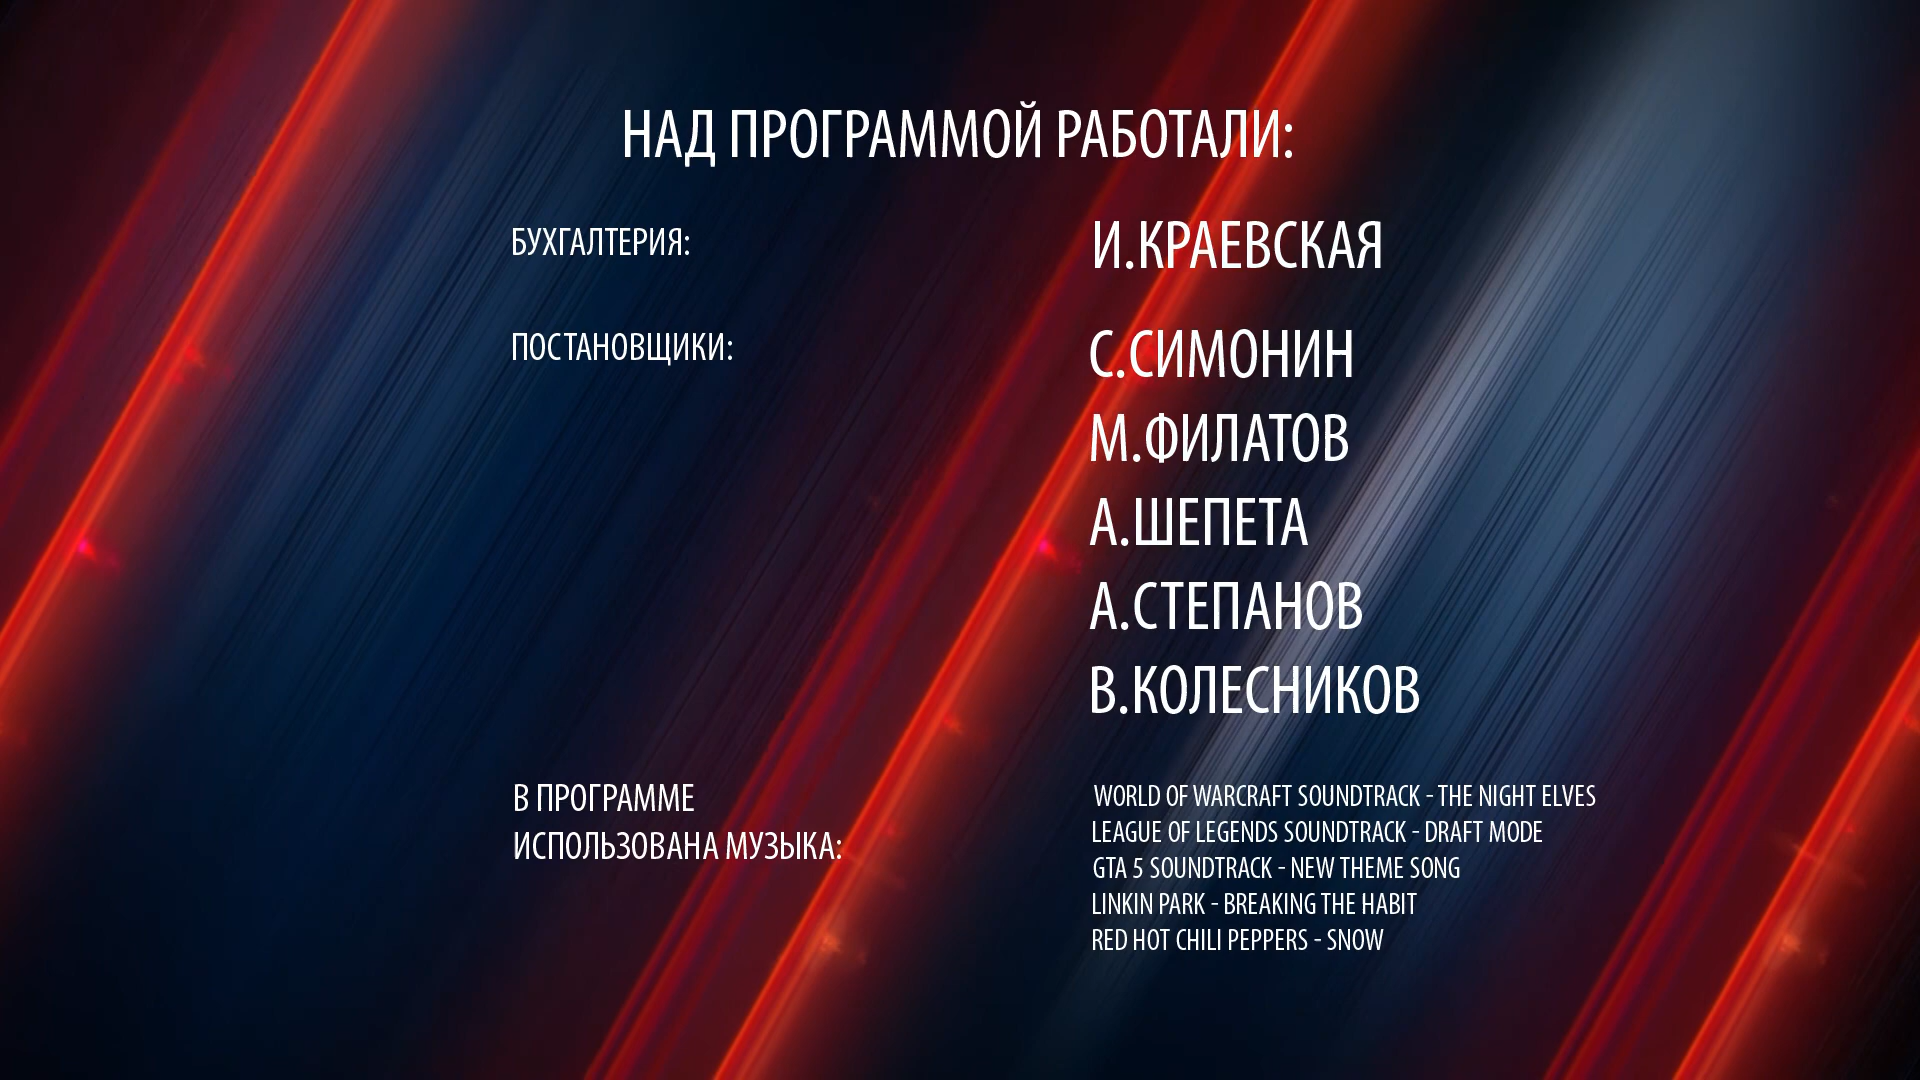 НАД ПРОГРАММОЙ РАБОТАЛИ:
БУХГАЛТЕРИЯ:
И.КРАЕВСКАЯ
ПОСТАНОВЩИКИ:
С.СИМОНИН
М.ФИЛАТОВ
А.ШЕПЕТА
А.СТЕПАНОВ
В.КОЛЕСНИКОВ
В ПРОГРАММЕ
ИСПОЛЬЗОВАНА МУЗЫКА:
WORLD OF WARCRAFT SOUNDTRACK - THE NIGHT ELVES
LEAGUE OF LEGENDS SOUNDTRACK - DRAFT MODE
GTA 5 SOUNDTRACK - NEW THEME SONG
LINKIN PARK - BREAKING THE HABIT
RED HOT CHILI PEPPERS - SNOW